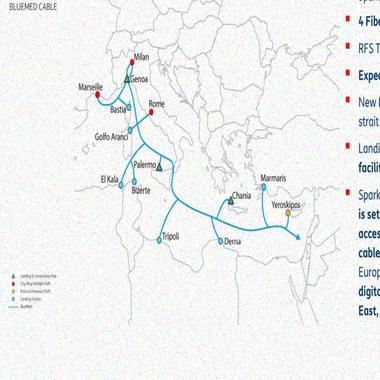 BLUEMED CABLE
Milan
Genoa
Marseille
Bastia
Rome
Golfo Aranci
Palermo
El Kala
Bizerte
Marmaris
Chania
Yeroskipos
Tripoli
Derna
Landing & Connectivity Hub
City Ring Multiple PoPs
Point of Presence (PoP)
Landing Station
BlueMed
4 Fib
RFS T
Expec
New l
strait
Landi
facilit
Spark
is set
acces
cable
Europ
digita
East,